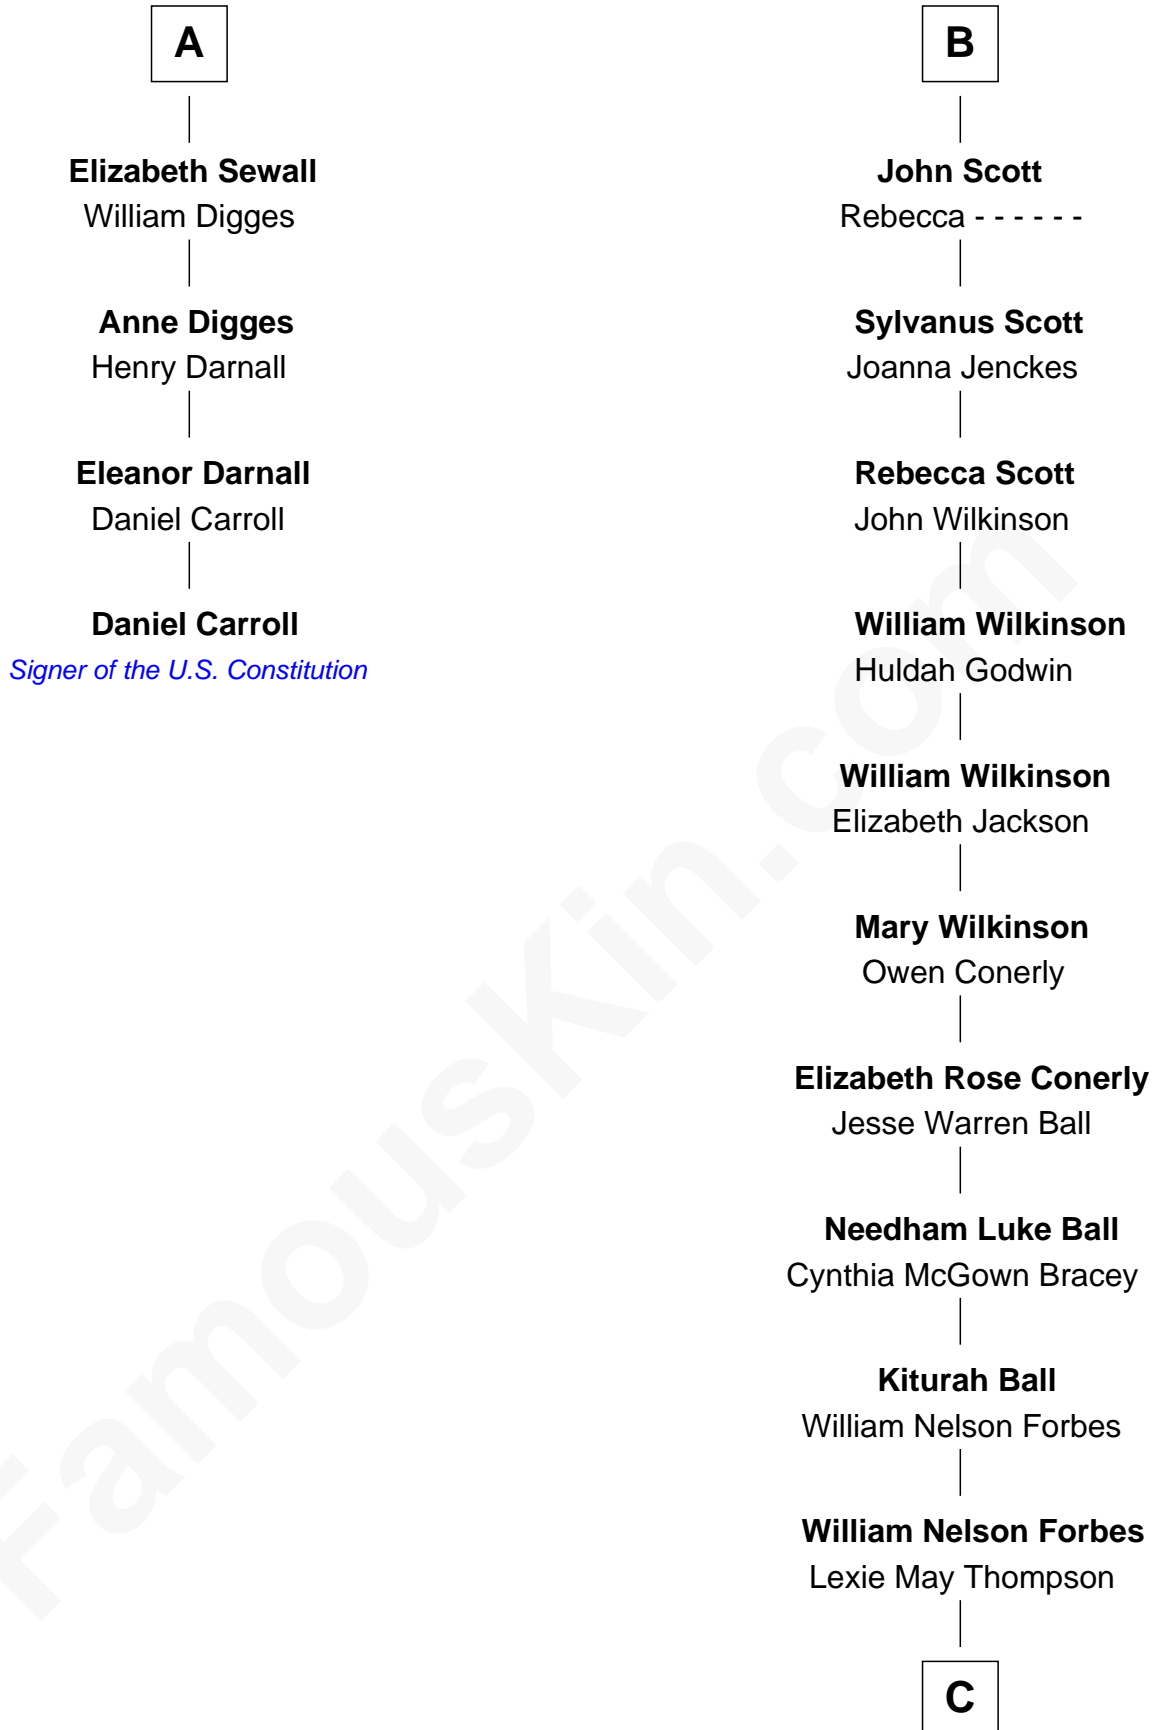 A
Elizabeth Sewall
William Digges
Anne Digges
Henry Darnall
Eleanor Darnall
Daniel Carroll
Daniel Carroll
Signer of the U.S. Constitution
B
John Scott
Rebecca - - - - - -
Sylvanus Scott
Joanna Jenckes
Rebecca Scott
John Wilkinson
William Wilkinson
Huldah Godwin
William Wilkinson
Elizabeth Jackson
Mary Wilkinson
Owen Conerly
Elizabeth Rose Conerly
Jesse Warren Ball
Needham Luke Ball
Cynthia McGown Bracey
Kiturah Ball
William Nelson Forbes
William Nelson Forbes
Lexie May Thompson
C
FamousKin.com